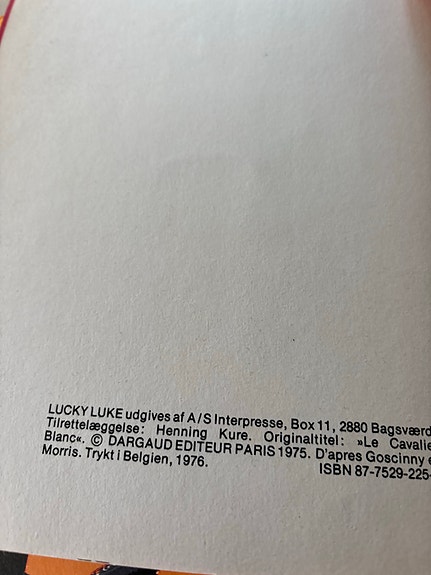 LUCKY LUKE udgives af A/S Interpresse, Box 11, 2880 Bagsværd
Tilrettelæggelse: Henning Kure. Originaltitel: »Le Cavalie
Blanc«. © DARGAUD EDITEUR PARIS 1975. D'apres Goscinny e
Morris. Trykt i Belgien, 1976. ISBN 87-7529-225-